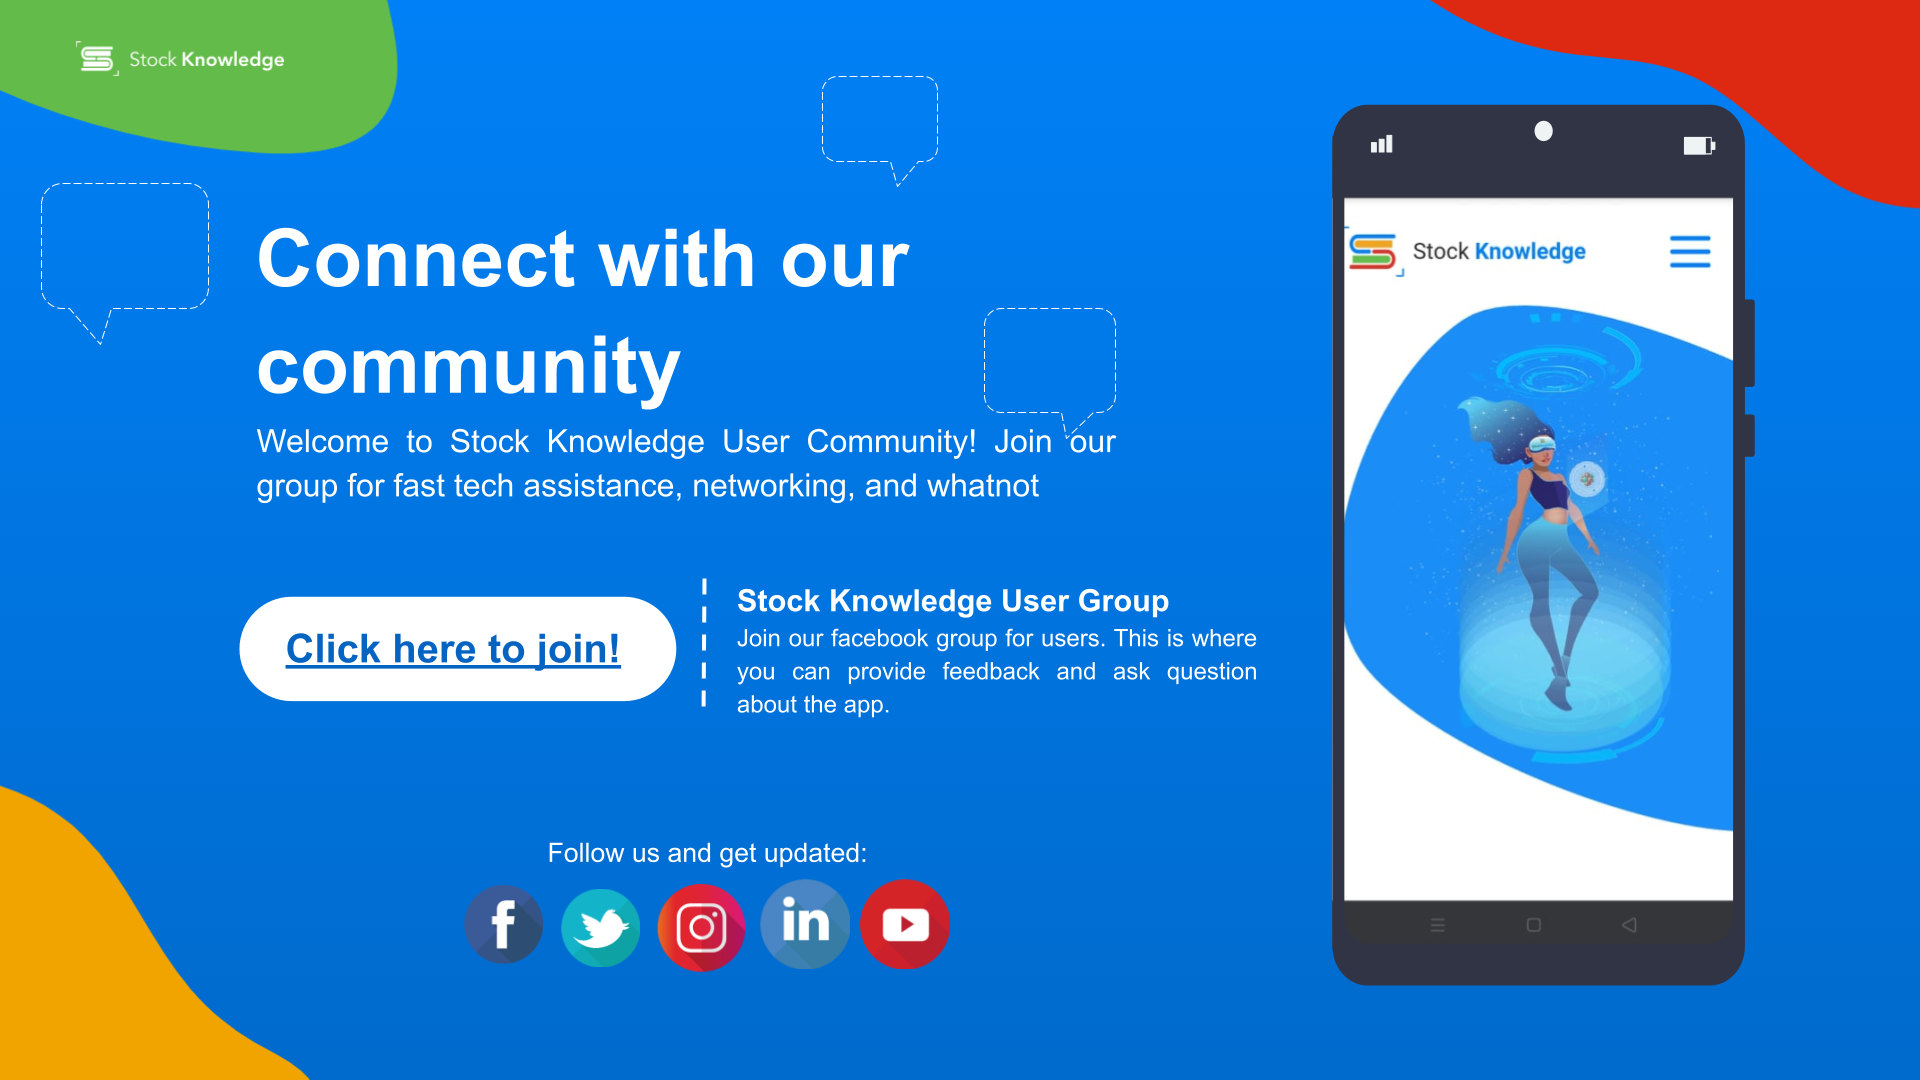 Stock Knowledge
Connect with our
community
Welcome to Stock Knowledge User Community! Join our
group for fast tech assistance, networking, and whatnot
Click here to join!
Stock Knowledge User Group
Join our facebook group for users. This is where
you can provide feedback and ask question
about the app.
Follow us and get updated:
f
in
Stock Knowledge